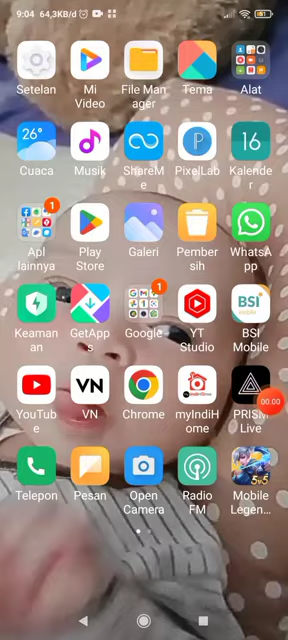 9:04 64,3KB/d
Setelan
Mi Video
File Manager
Tema
Alat
26°
Cuaca
Musik
ShareMe
P
PixelLab
16
Kalender
1
Apl lainnya
Play Store
Galeri
Pembersih
WhatsApp
Keamanan
GetApps
1
Google
YT Studio
BSI
mobile
BSI Mobile
YouTube
VN
VN
Chrome
myIndiHome
PRISM Live
00.00
Telepon
Pesan
Open Camera
Radio FM
5v5
Mobile Legen...